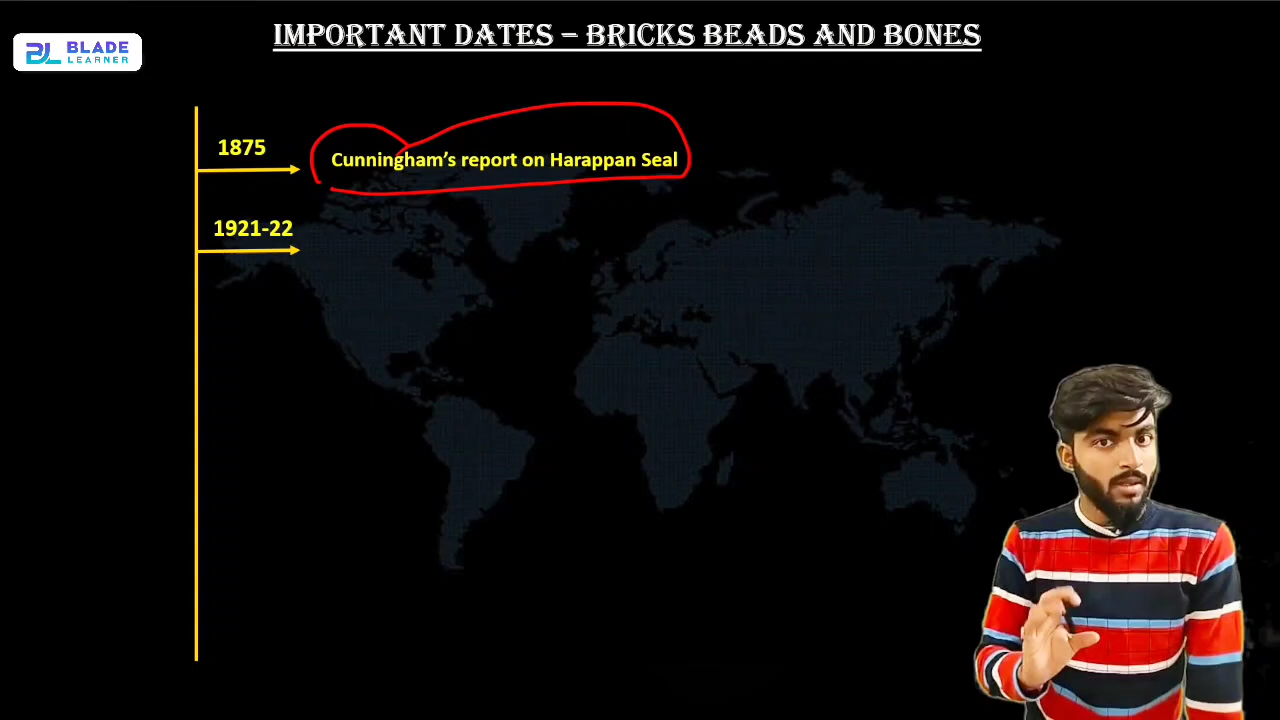 BLADE
LEARNER
IMPORTANT DATES – BRICKS BEADS AND BONES
1875
Cunningham's report on Harappan Seal
1921-22